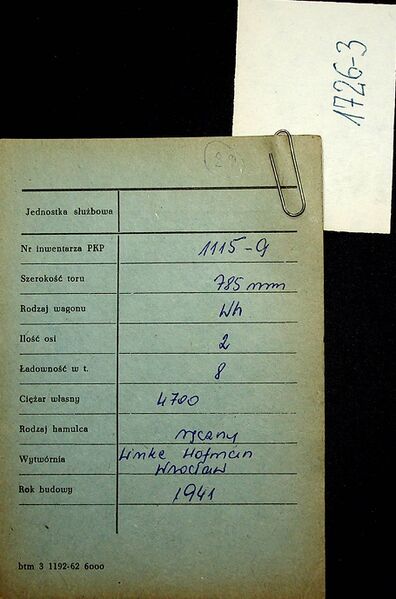 1726-3
Jednostka służbowa
Nr inwentarza PKP 1115-G
Szerokość toru 785 mm
Rodzaj wagonu Wh
Ilość osi 2
Ładowność w t. 8
Ciężar własny 4700
Rodzaj hamulca ręczny
Wytwórnia Linke Hofman
Wrocław
Rok budowy 1941
btm 3 1192-62 6000